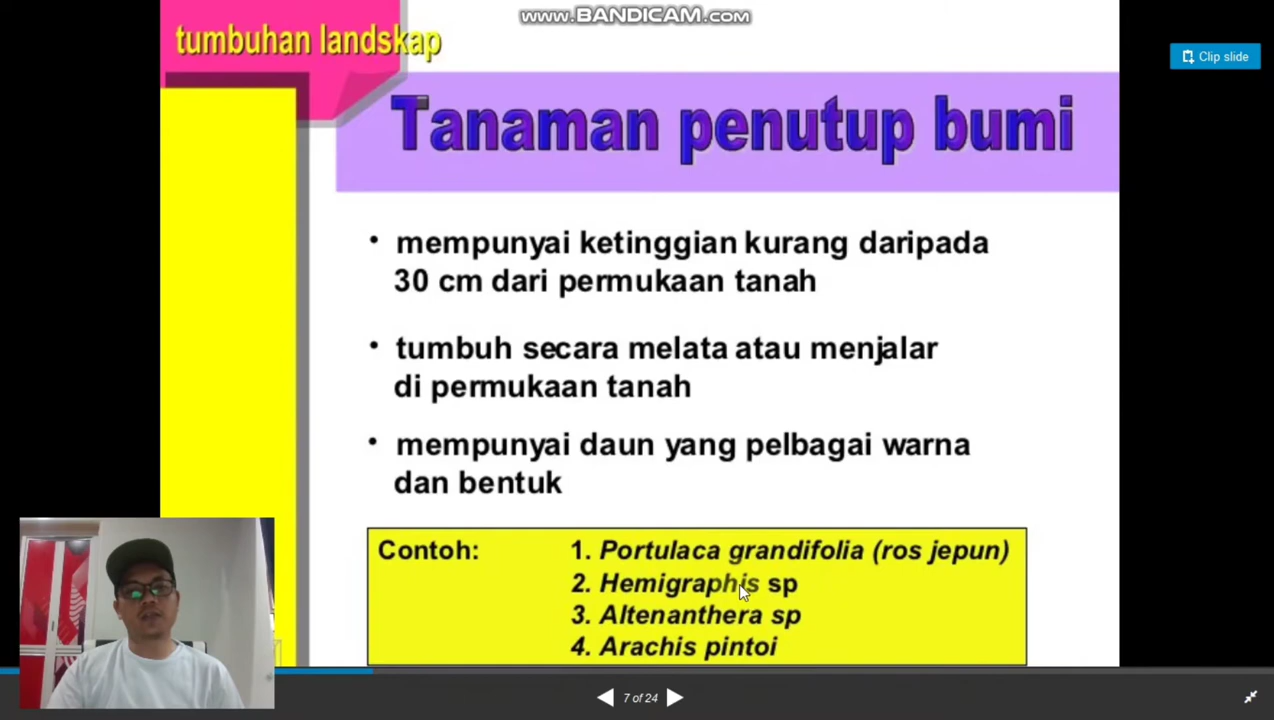 www.BANDICAM.com
tumbuhan landskap
Clip slide
Tanaman penutup bumi
• mempunyai ketinggian kurang daripada
30 cm dari permukaan tanah
• tumbuh secara melata atau menjalar
di permukaan tanah
• mempunyai daun yang pelbagai warna
dan bentuk
Contoh: 1. Portulaca grandifolia (ros jepun)
2. Hemigraphis sp
3. Altenanthera sp
4. Arachis pintoi
7 of 24